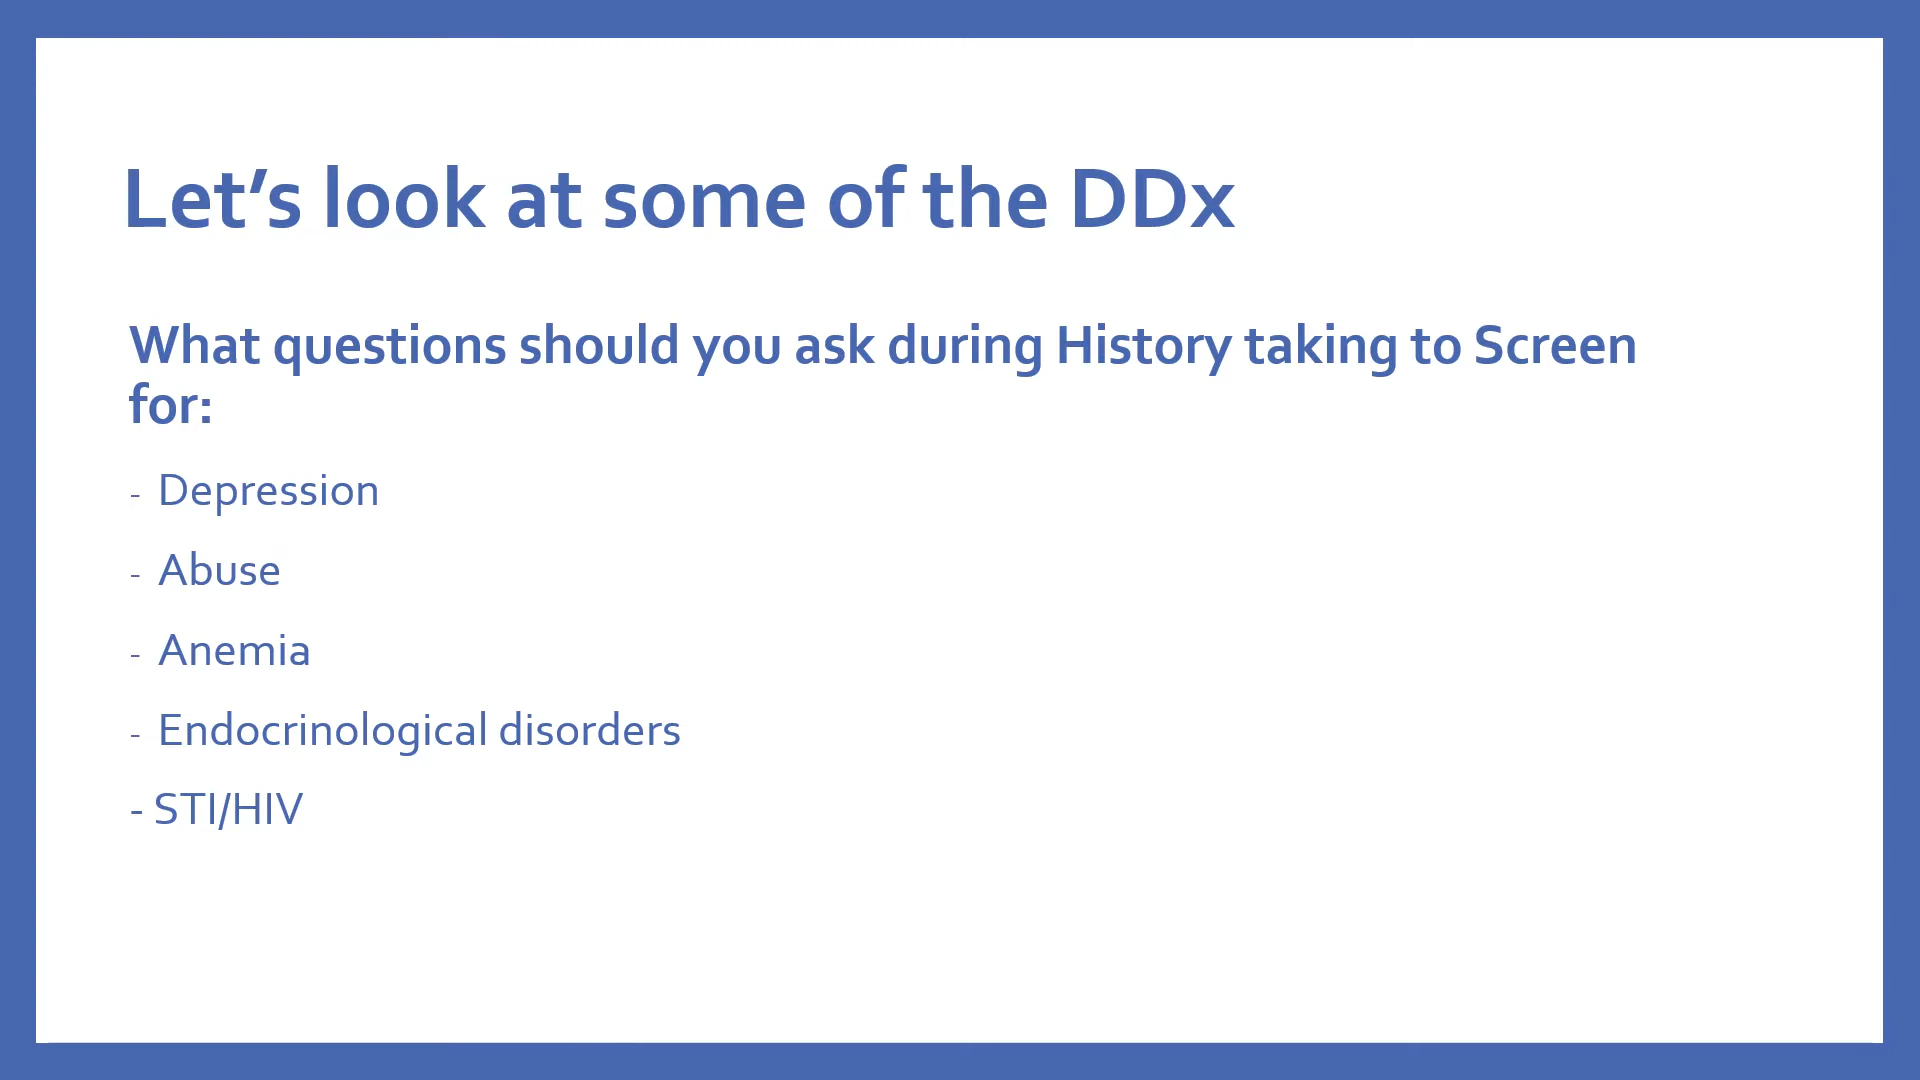 Let’s look at some of the DDx
What questions should you ask during History taking to Screen
for:
- Depression
- Abuse
- Anemia
- Endocrinological disorders
- STI/HIV